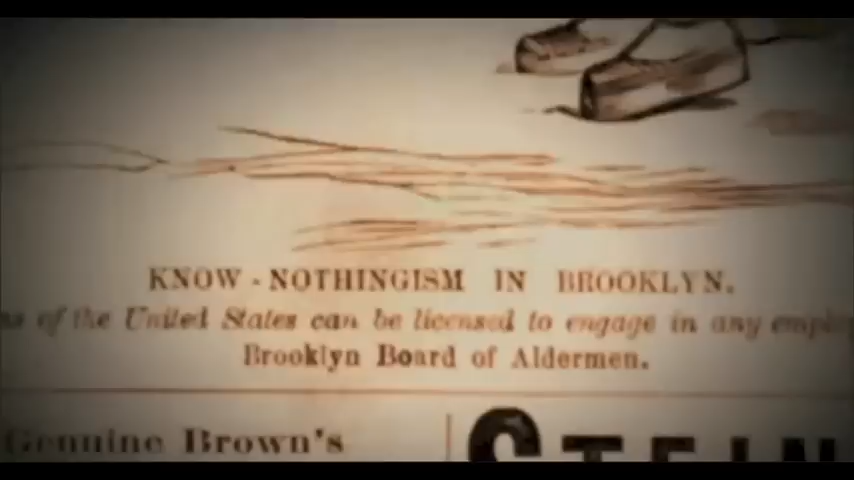 KNOW-NOTHINGISM IN BROOKLYN.
of the United States can be licensed to engage in any
Brooklyn Board of Aldermen.
Genuine Brown's